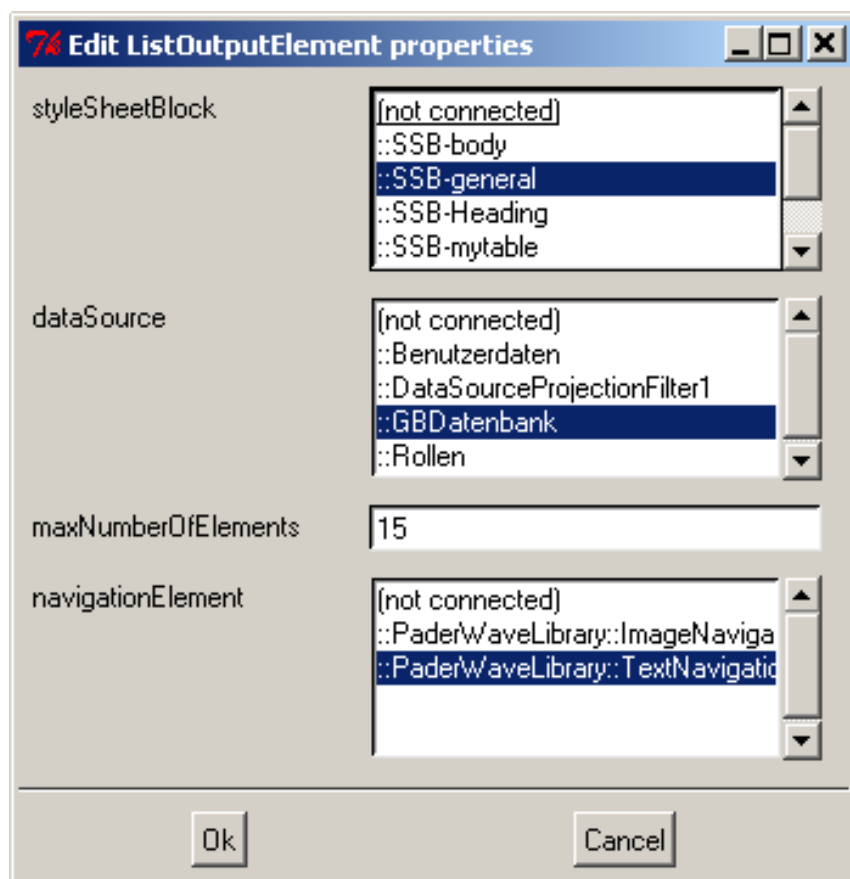 Edit ListOutputElement properties
styleSheetBlock
(not connected)
::SSB-body
::SSB-general
::SSB-Heading
::SSB-mytable
dataSource
(not connected)
::Benutzerdaten
::DataSourceProjectionFilter1
::GBDatenbank
::Rollen
maxNumberOfElements
15
navigationElement
(not connected)
::PaderWaveLibrary::ImageNaviga
::PaderWaveLibrary::TextNavigatio
Ok
Cancel